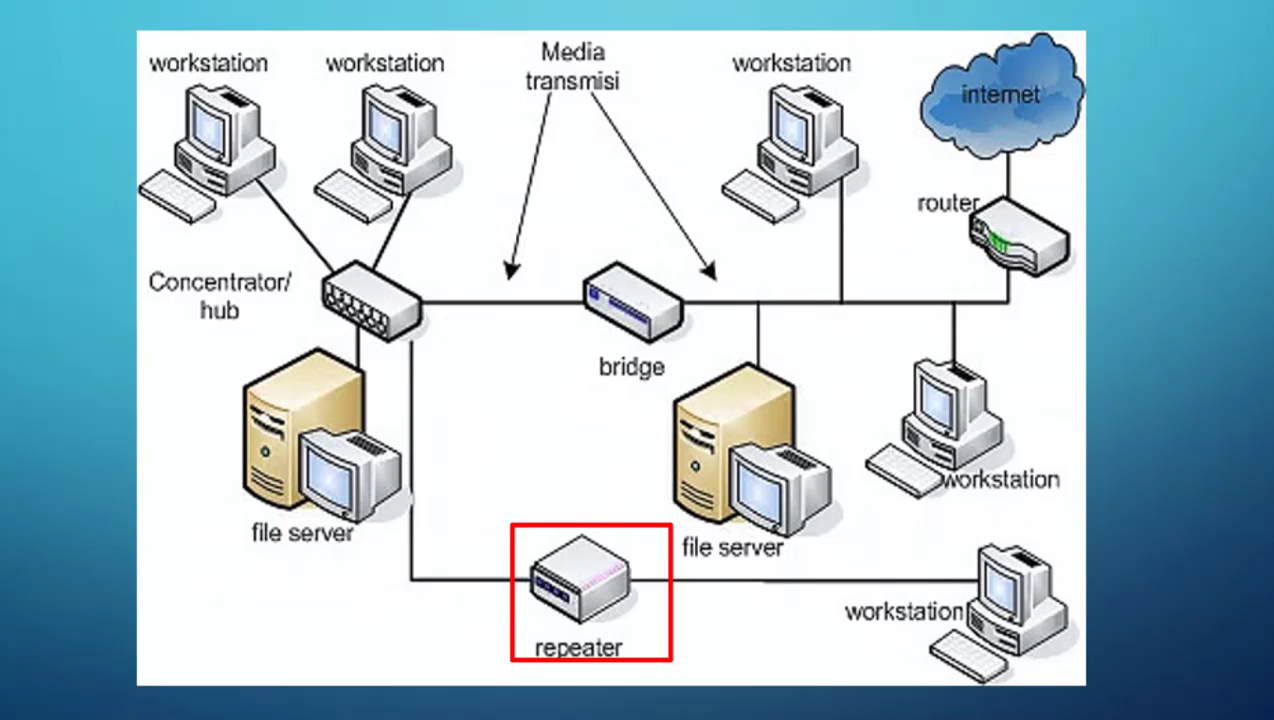 workstation
workstation
Media
transmisi
workstation
internet
router
Concentrator/
hub
bridge
file server
file server
workstation
repeater
workstation